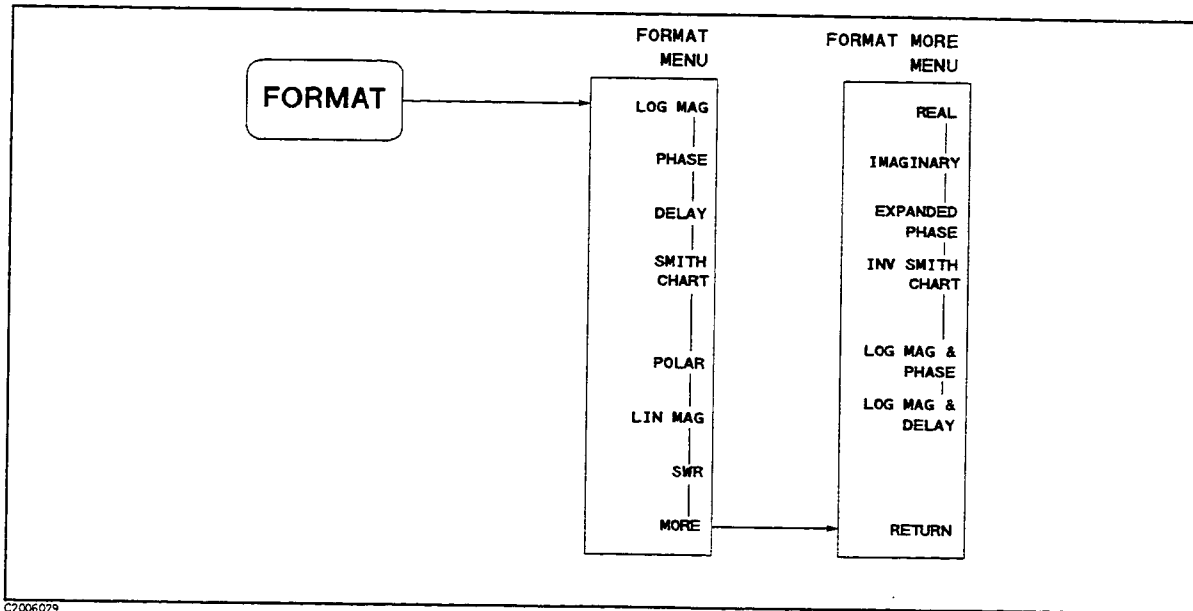 FORMAT
FORMAT
MENU
LOG MAG
PHASE
DELAY
SMITH
CHART
POLAR
LIN MAG
SWR
MORE
FORMAT MORE
MENU
REAL
IMAGINARY
EXPANDED
PHASE
INV SMITH
CHART
LOG MAG &
PHASE
LOG MAG &
DELAY
RETURN
C2006029